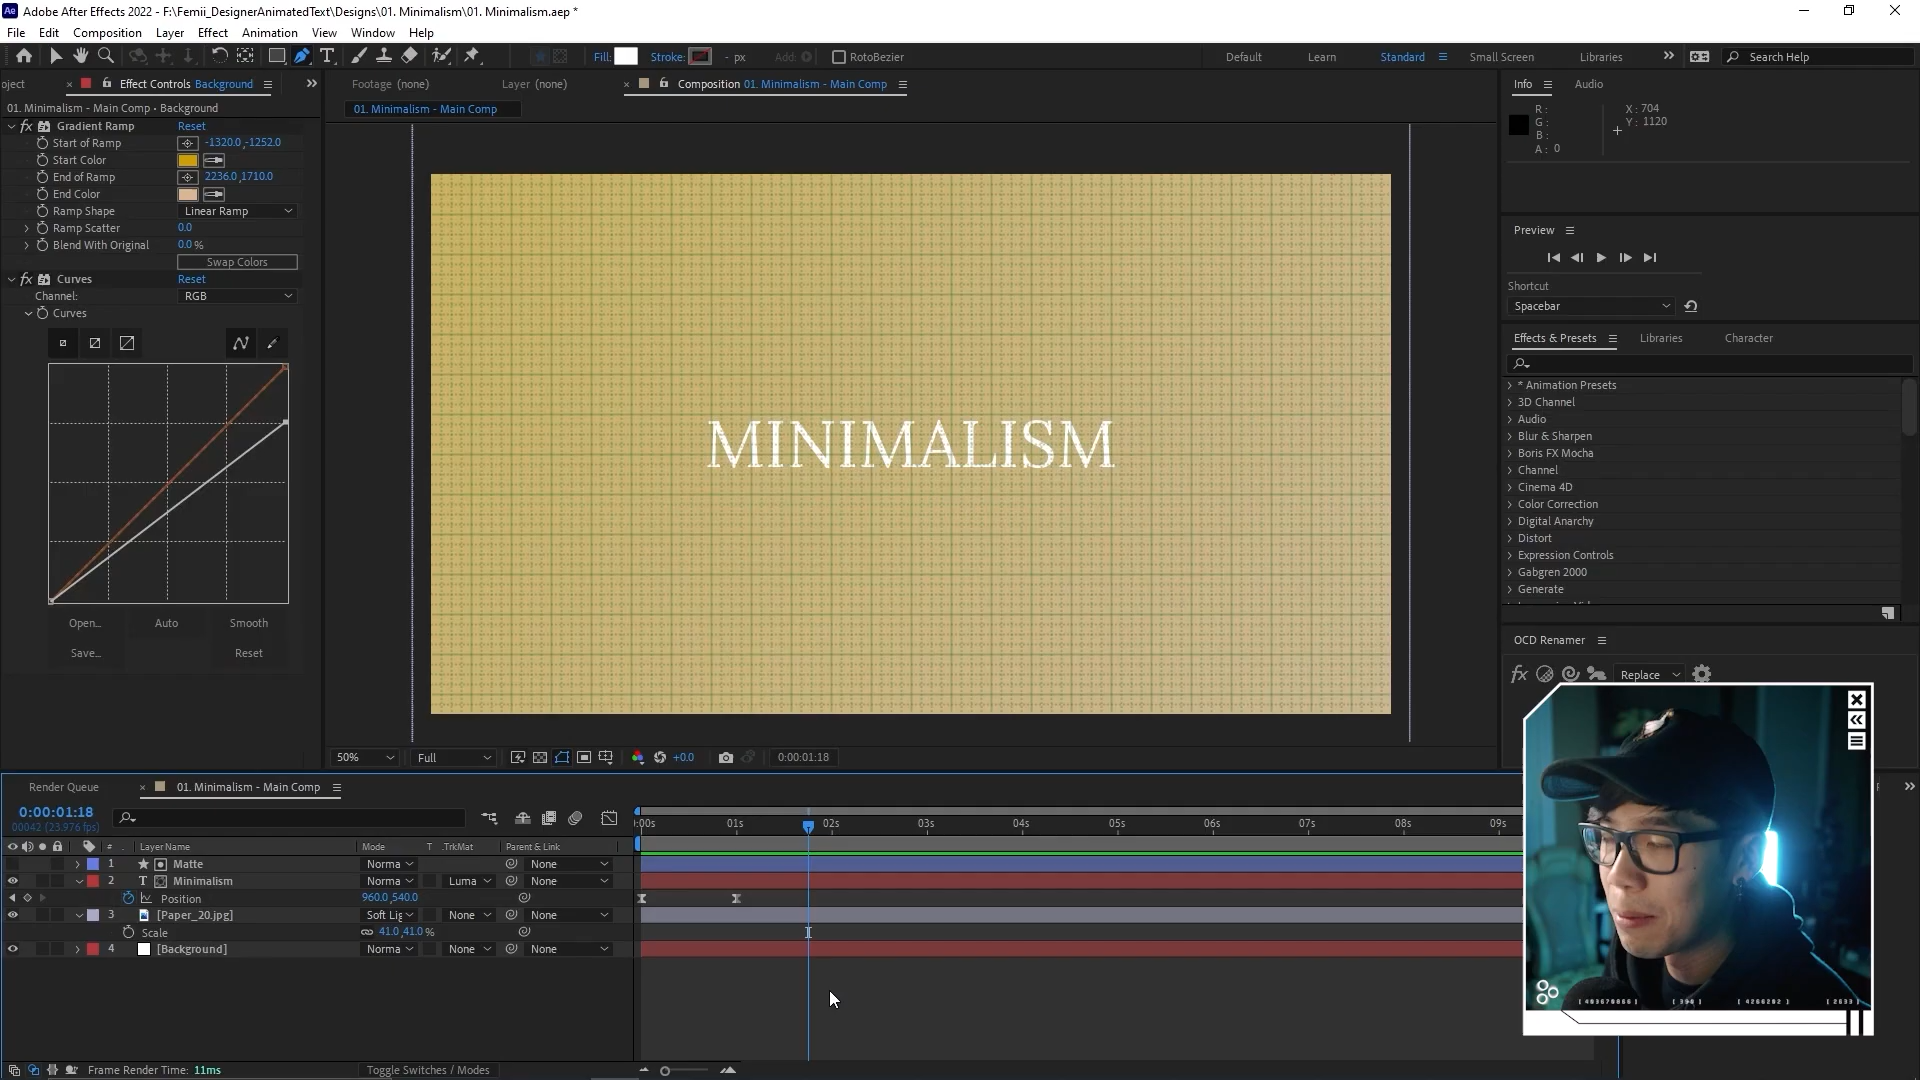 Adobe After Effects 2022 - F:\Femii_DesignerAnimatedText\Designs\01. Minimalism\01. Minimalism.aep *
File Edit Composition Layer Effect Animation View Window Help
Fill: Stroke: - px Add: RotoBezier Default Learn Standard Small Screen Libraries Search Help
oject Effect Controls Background
Footage (none) Layer (none) Composition 01. Minimalism - Main Comp
01. Minimalism - Main Comp • Background
01. Minimalism - Main Comp
fx Gradient Ramp Reset
Start of Ramp -1320.0,-1252.0
Start Color
End of Ramp 2236.0,1710.0
End Color
Ramp Shape Linear Ramp
Ramp Scatter 0.0
Blend With Original 0.0 %
Swap Colors
fx Curves Reset
Channel: RGB
Curves
Open... Auto Smooth
Save... Reset
MINIMALISM
50% Full +0.0 0:00:01:18
Info Audio
R: X: 704
G: Y: 1120
B:
A: 0
Preview
Shortcut
Spacebar
Effects & Presets Libraries Character
* Animation Presets
3D Channel
Audio
Blur & Sharpen
Boris FX Mocha
Channel
Cinema 4D
Color Correction
Digital Anarchy
Distort
Expression Controls
Gabgren 2000
Generate
OCD Renamer
fx Replace
Render Queue 01. Minimalism - Main Comp
0:00:01:18
00042 (23.976 fps)
:00s 01s 02s 03s 04s 05s 06s 07s 08s 09s
# Layer Name Mode T .TrkMat Parent & Link
1 Matte Norma None
2 T Minimalism Norma Luma None
Position 960.0,540.0
3 [Paper_20.jpg] Soft Lig None None
Scale 41.0,41.0 %
4 [Background] Norma None None
Frame Render Time: 11ms Toggle Switches / Modes